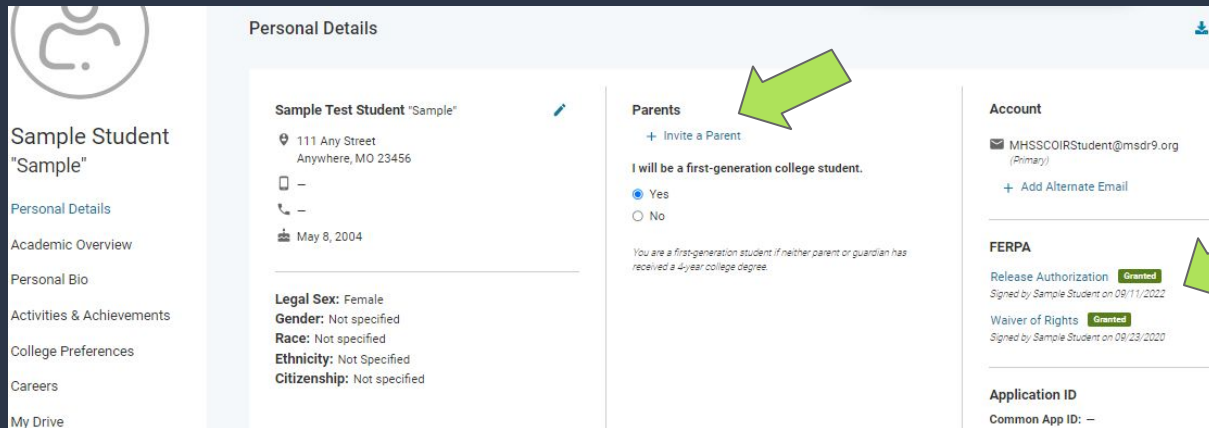 Personal Details
Sample Student
"Sample"
Personal Details
Academic Overview
Personal Bio
Activities & Achievements
College Preferences
Careers
My Drive
Sample Test Student "Sample"
111 Any Street
Anywhere, MO 23456
–
–
May 8, 2004
Legal Sex: Female
Gender: Not specified
Race: Not specified
Ethnicity: Not Specified
Citizenship: Not specified
Parents
+ Invite a Parent
I will be a first-generation college student.
Yes
No
You are a first-generation student if neither parent or guardian has
received a 4-year college degree.
Account
MHSSCOIRStudent@msdr9.org
(Primary)
+ Add Alternate Email
FERPA
Release Authorization Granted
Signed by Sample Student on 09/11/2022
Waiver of Rights Granted
Signed by Sample Student on 09/23/2020
Application ID
Common App ID: –